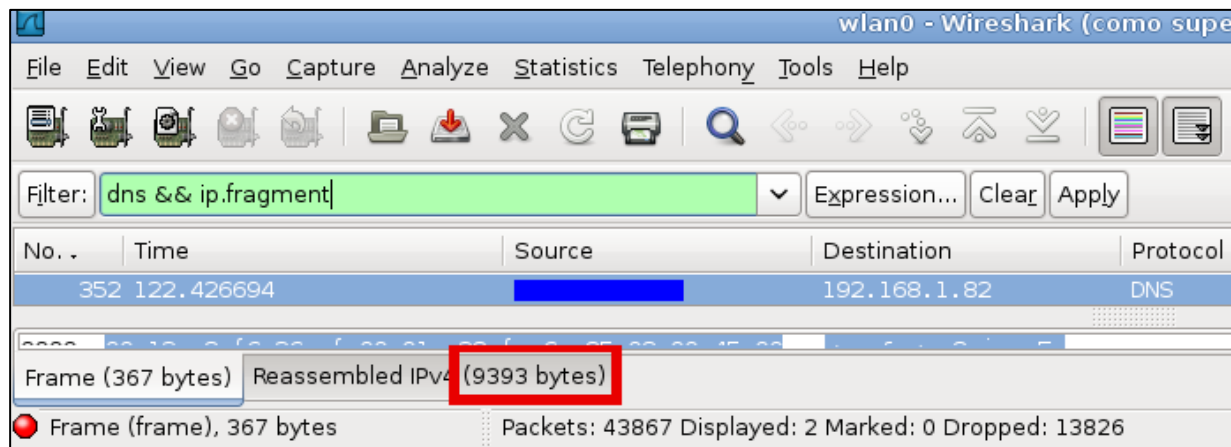 wlan0 - Wireshark (como supe
File Edit View Go Capture Analyze Statistics Telephony Tools Help
Filter: dns && ip.fragment Expression... Clear Apply
No. . Time Source Destination Protocol
352 122.426694 192.168.1.82 DNS
Frame (367 bytes) Reassembled IPv4 (9393 bytes)
Frame (frame), 367 bytes Packets: 43867 Displayed: 2 Marked: 0 Dropped: 13826